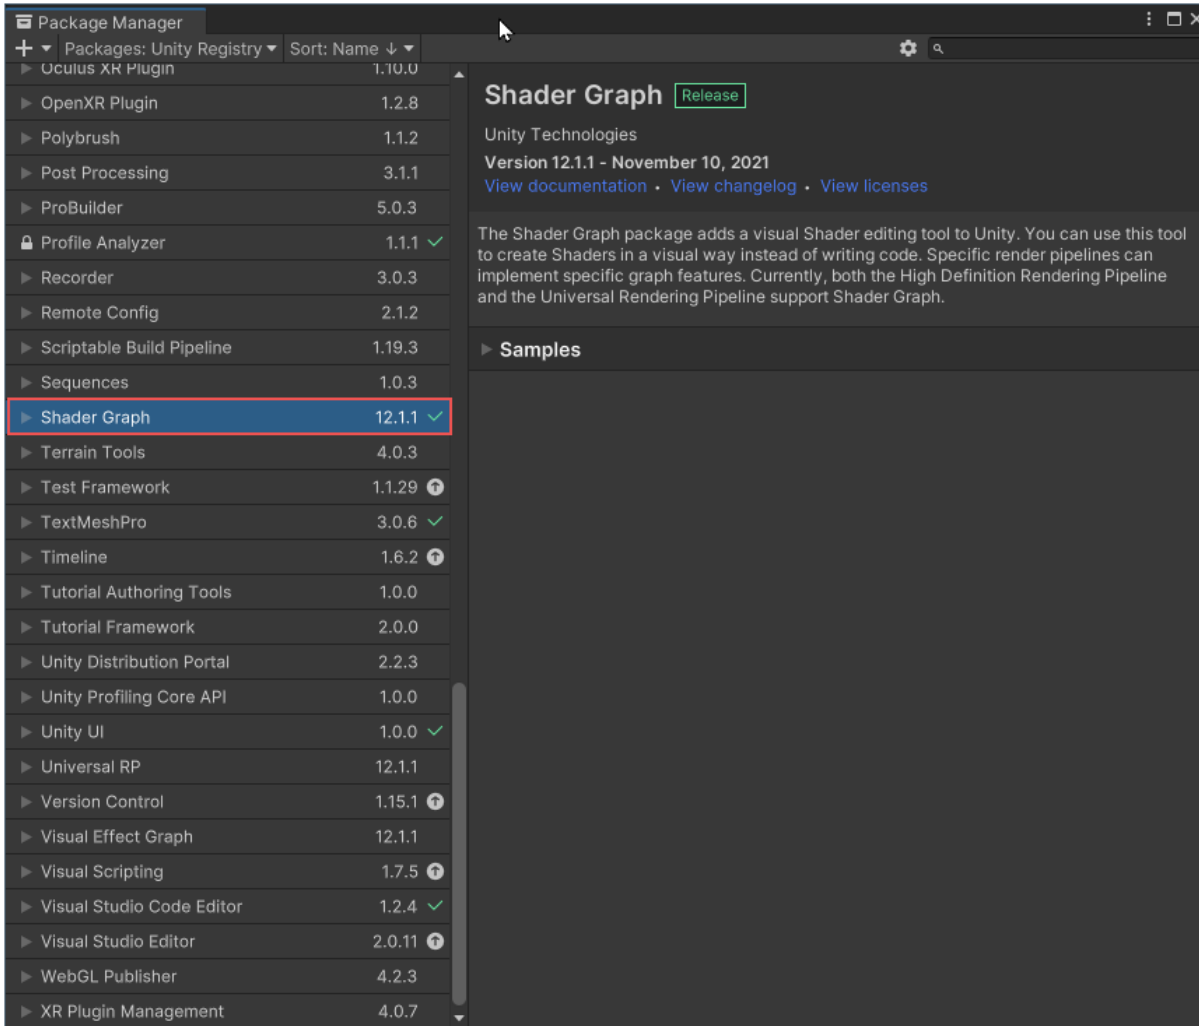 Package Manager
Packages: Unity Registry Sort: Name ↓
Oculus XR Plugin 1.10.0
OpenXR Plugin 1.2.8
Polybrush 1.1.2
Post Processing 3.1.1
ProBuilder 5.0.3
Profile Analyzer 1.1.1
Recorder 3.0.3
Remote Config 2.1.2
Scriptable Build Pipeline 1.19.3
Sequences 1.0.3
Shader Graph 12.1.1
Terrain Tools 4.0.3
Test Framework 1.1.29
TextMeshPro 3.0.6
Timeline 1.6.2
Tutorial Authoring Tools 1.0.0
Tutorial Framework 2.0.0
Unity Distribution Portal 2.2.3
Unity Profiling Core API 1.0.0
Unity UI 1.0.0
Universal RP 12.1.1
Version Control 1.15.1
Visual Effect Graph 12.1.1
Visual Scripting 1.7.5
Visual Studio Code Editor 1.2.4
Visual Studio Editor 2.0.11
WebGL Publisher 4.2.3
XR Plugin Management 4.0.7
Shader Graph Release
Unity Technologies
Version 12.1.1 - November 10, 2021
View documentation • View changelog • View licenses
The Shader Graph package adds a visual Shader editing tool to Unity. You can use this tool
to create Shaders in a visual way instead of writing code. Specific render pipelines can
implement specific graph features. Currently, both the High Definition Rendering Pipeline
and the Universal Rendering Pipeline support Shader Graph.
Samples